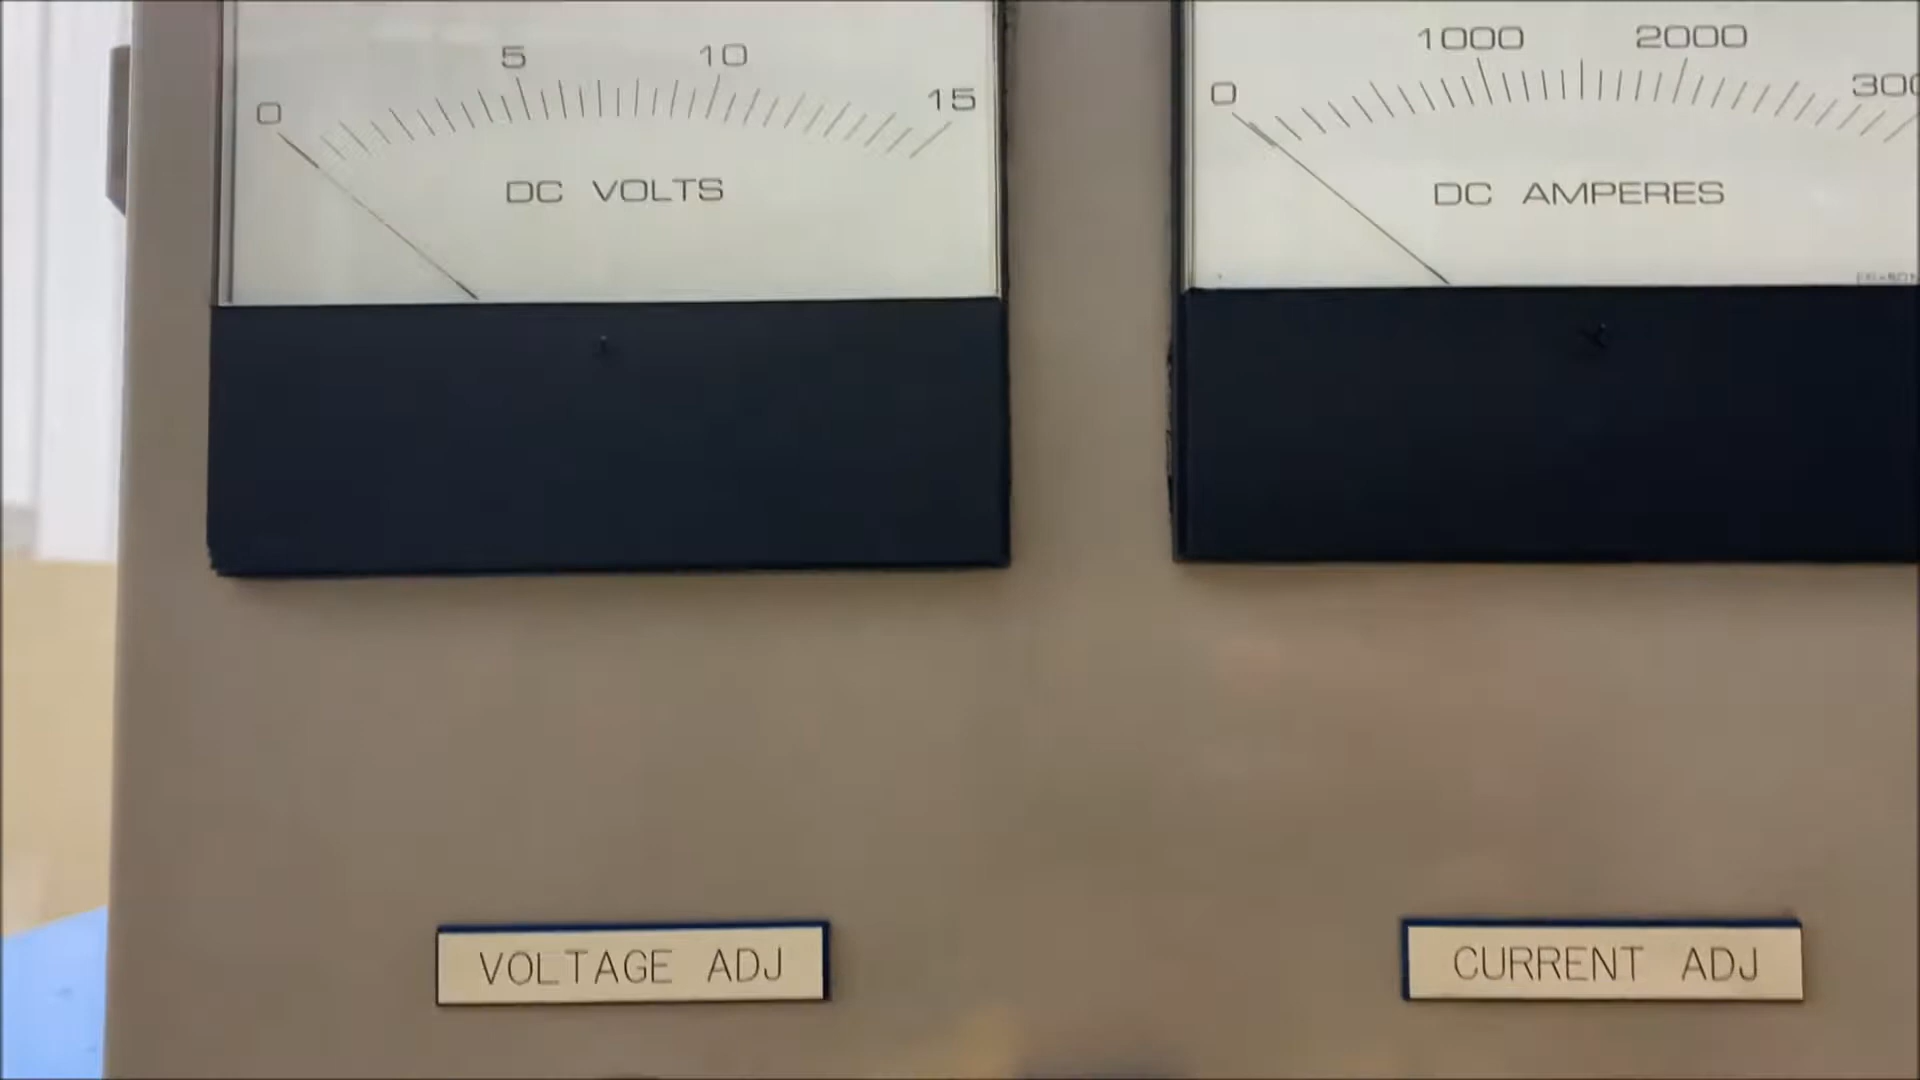 0 5 10 15
DC VOLTS
0 1000 2000
DC AMPERES
VOLTAGE ADJ
CURRENT ADJ